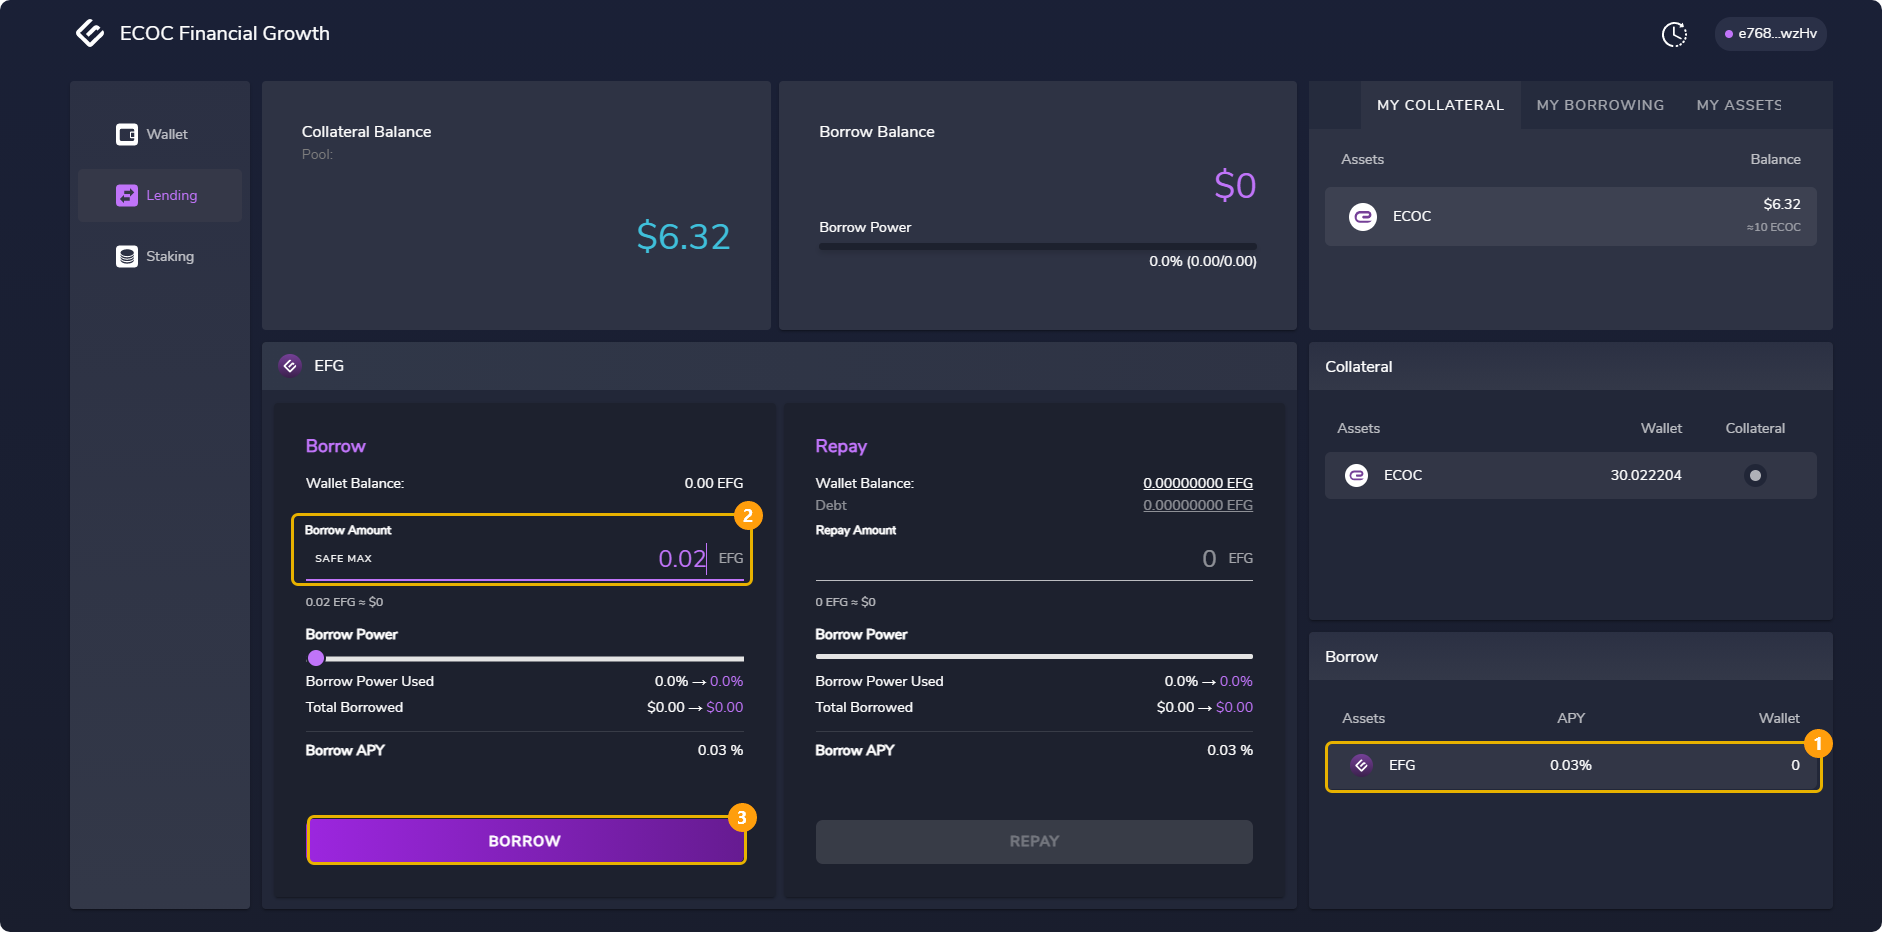 ECOC Financial Growth
e768...wzHv
Wallet
Lending
Staking
Collateral Balance
Pool:
$6.32
Borrow Balance
$0
Borrow Power
0.0% (0.00/0.00)
MY COLLATERAL
MY BORROWING
MY ASSETS
Assets
Balance
ECOC
$6.32
≈10 ECOC
EFG
Borrow
Wallet Balance:
0.00 EFG
2
Borrow Amount
SAFE MAX
0.02
EFG
0.02 EFG ≈ $0
Borrow Power
Borrow Power Used
0.0% → 0.0%
Total Borrowed
$0.00 → $0.00
Borrow APY
0.03 %
3
BORROW
Repay
Wallet Balance:
0.00000000 EFG
Debt
0.00000000 EFG
Repay Amount
0
EFG
0 EFG ≈ $0
Borrow Power
Borrow Power Used
0.0% → 0.0%
Total Borrowed
$0.00 → $0.00
Borrow APY
0.03 %
REPAY
Collateral
Assets
Wallet
Collateral
ECOC
30.022204
Borrow
Assets
APY
Wallet
1
EFG
0.03%
0